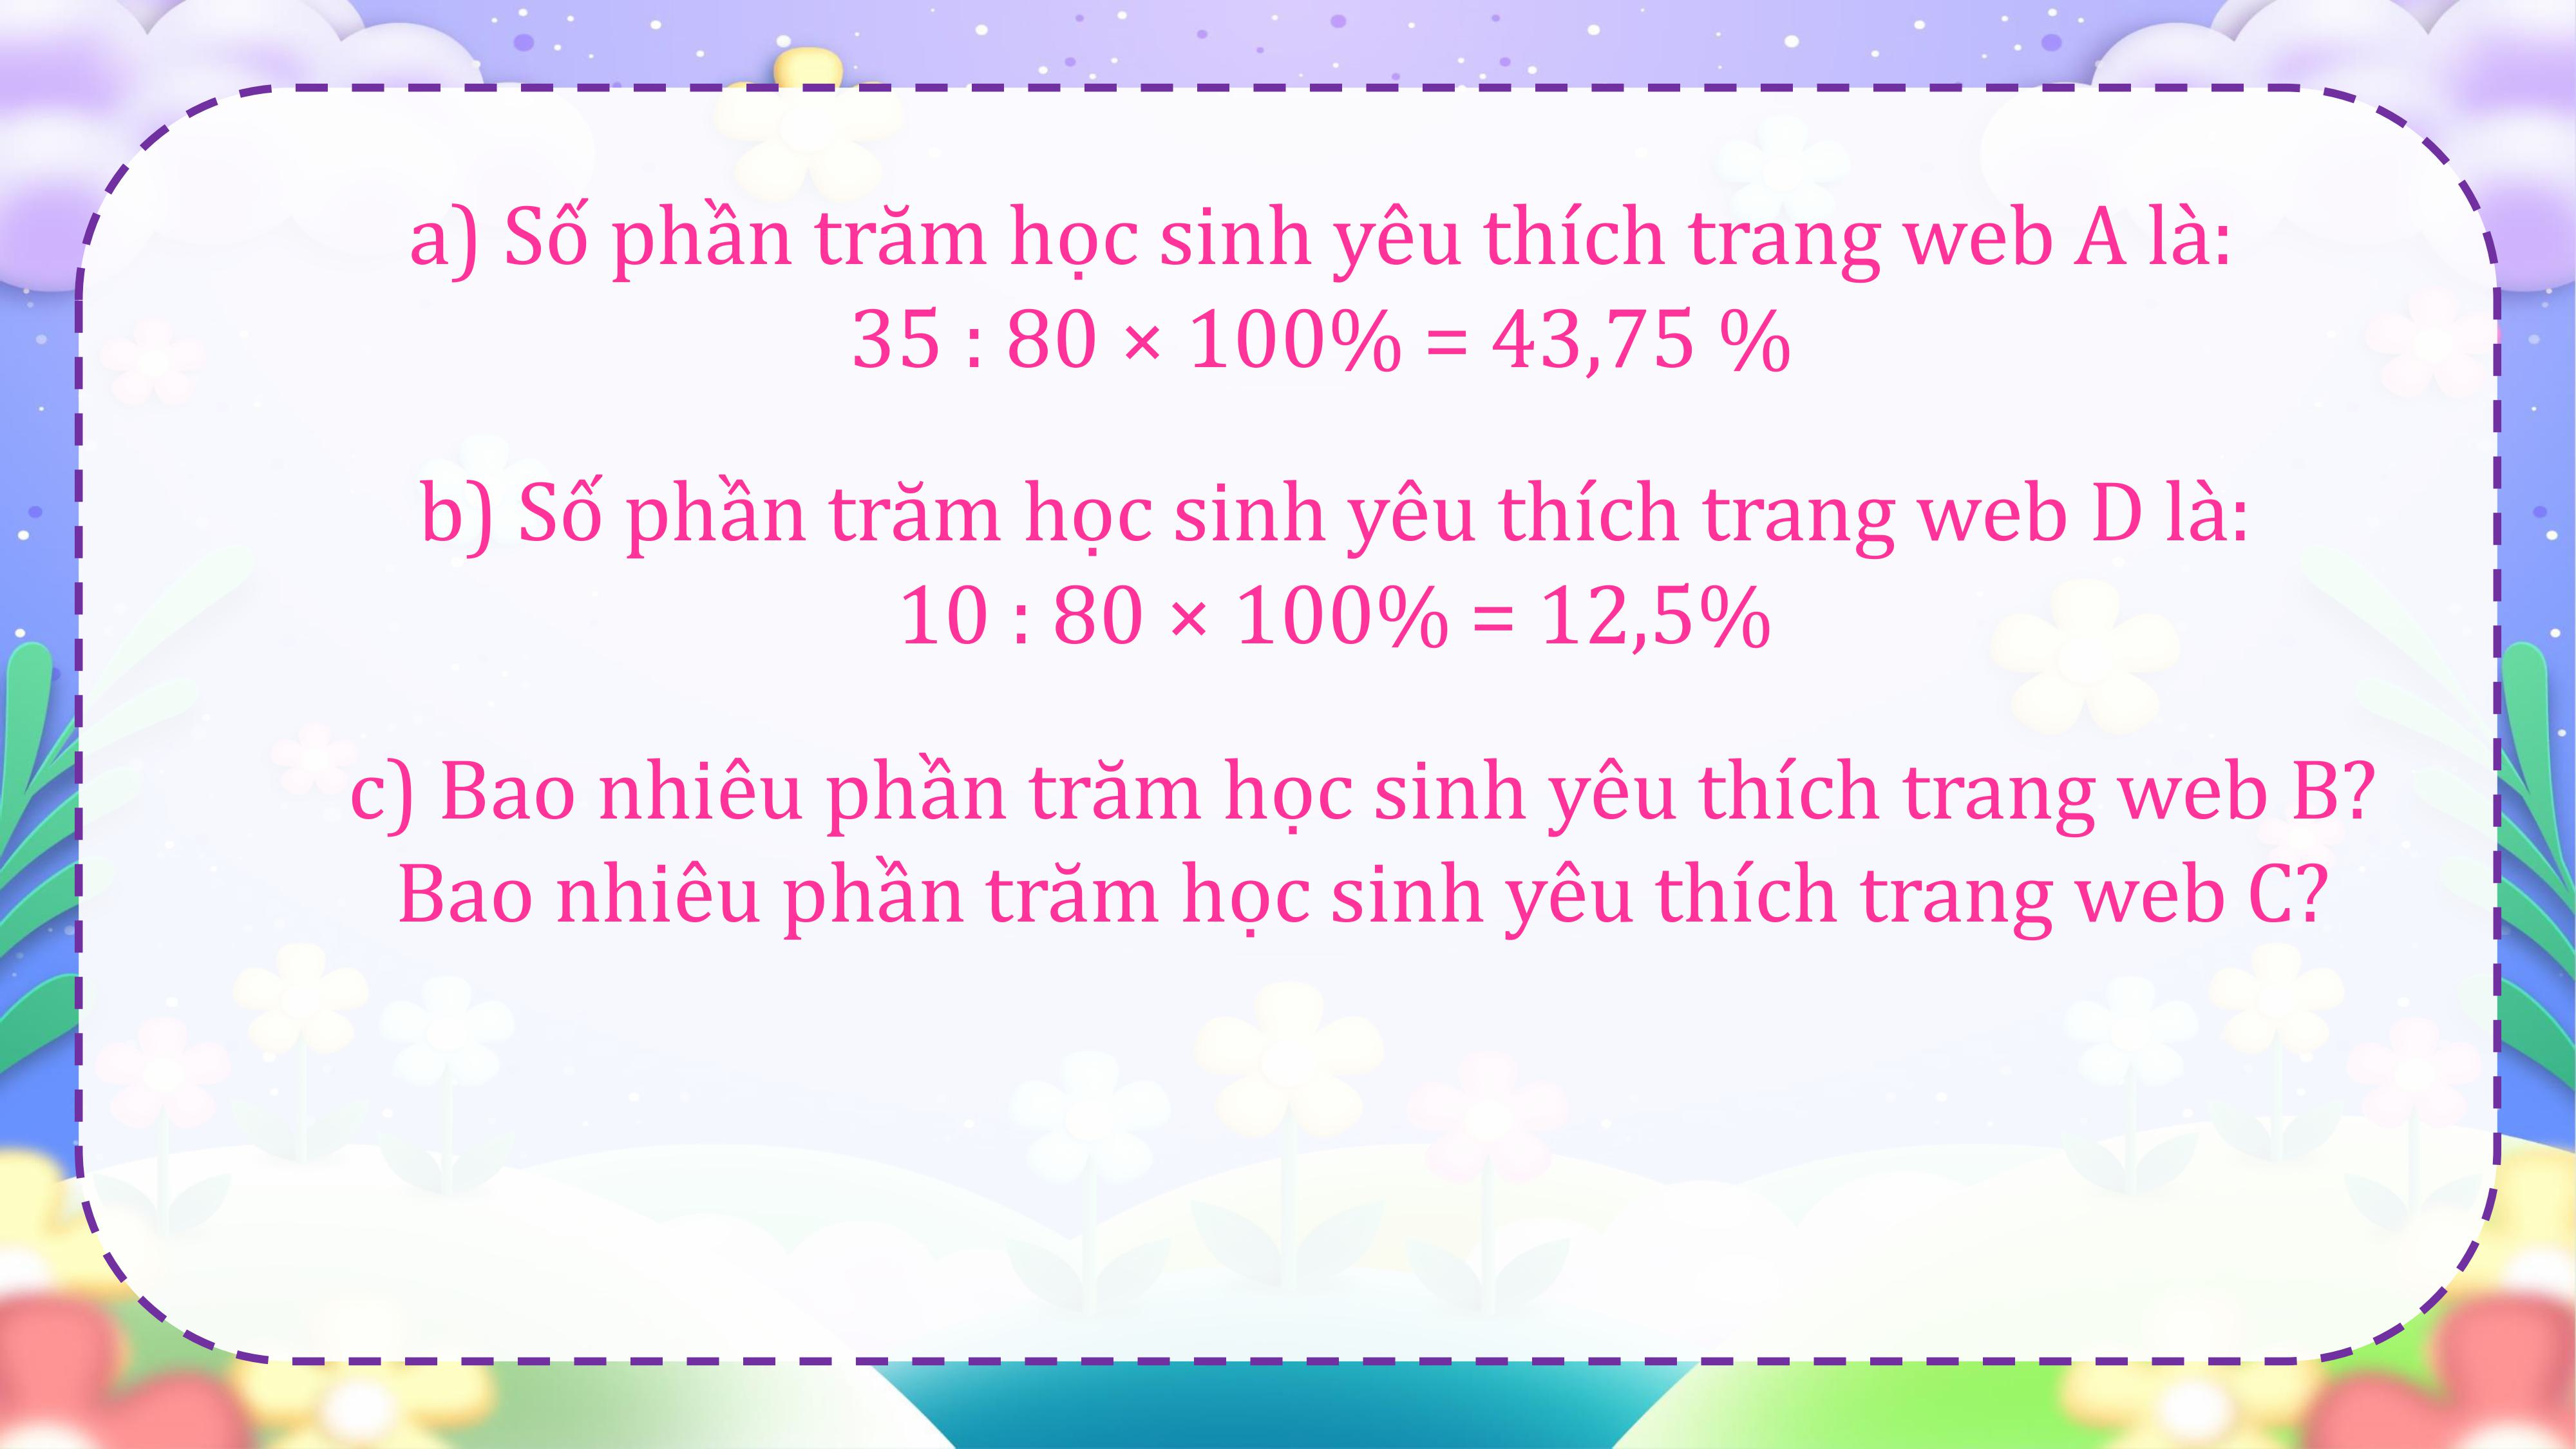 a) Số phần trăm học sinh yêu thích trang web A là:
35 : 80 × 100% = 43,75 %
b) Số phần trăm học sinh yêu thích trang web D là:
10 : 80 × 100% = 12,5%
c) Bao nhiêu phần trăm học sinh yêu thích trang web B?
Bao nhiêu phần trăm học sinh yêu thích trang web C?